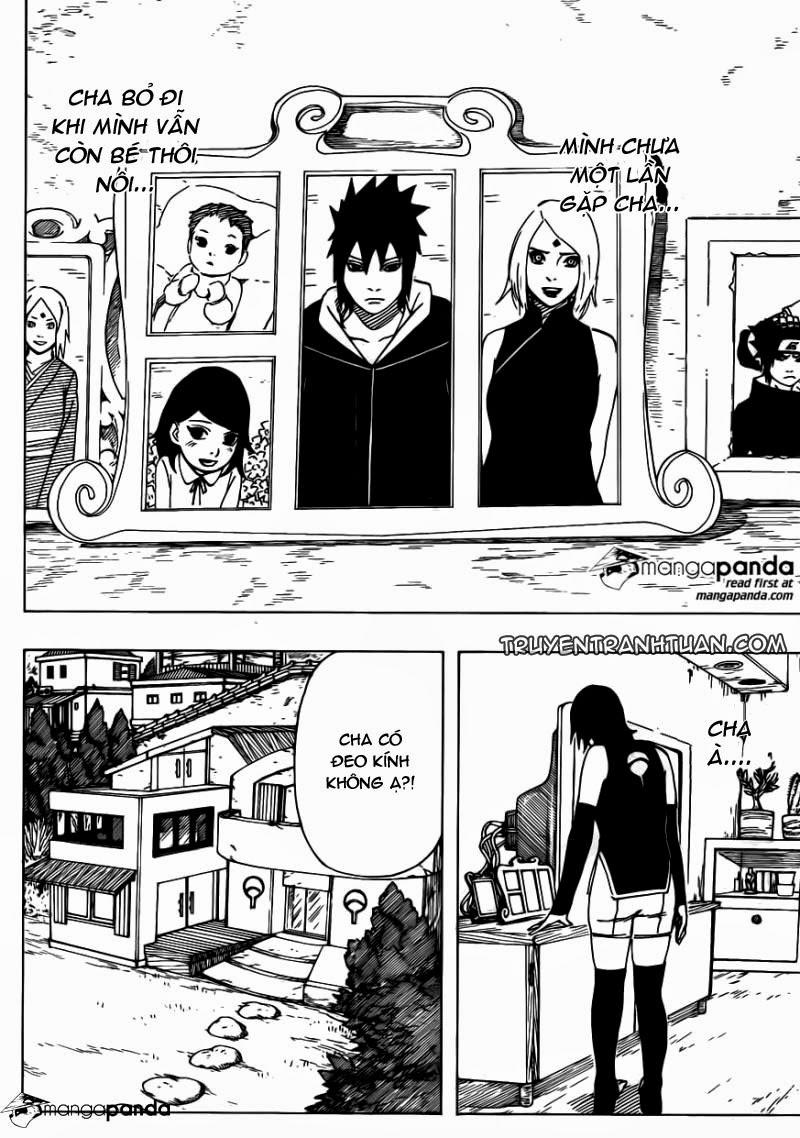 CHA BỎ ĐI
KHI MÌNH VẪN
CÒN BÉ THÔI,
NỒI...
MÌNH CHƯA
MỘT LẦN
GẶP CHA...
mangapanda
read first at
mangapanda.com
TRUYENTRANHTUAN.COM
CHA CÓ
ĐEO KÍNH
KHÔNG Ạ?!
CHA
À....
mangapanda